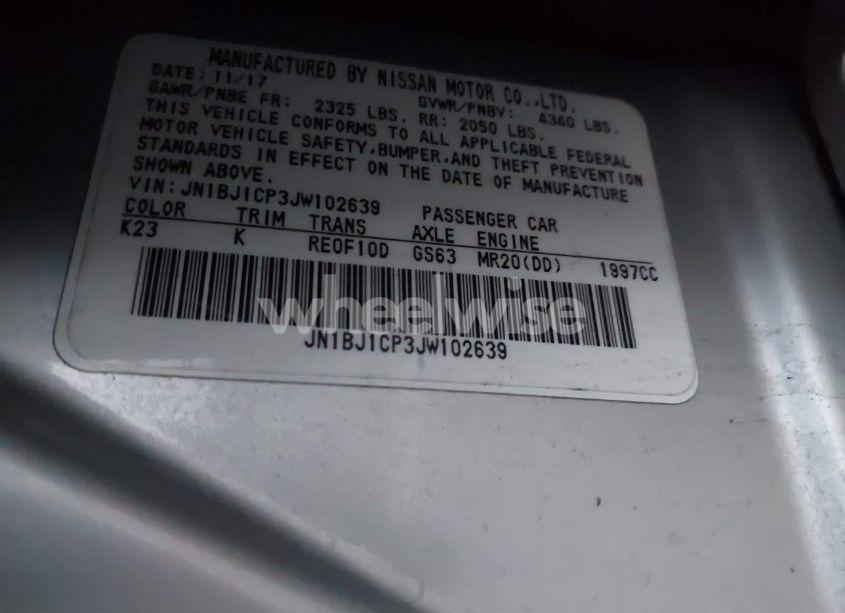 MANUFACTURED BY NISSAN MOTOR CO.,LTD.
DATE: 11/17 GVWR/PNBV: 4340 LBS.
GAWR/PNBE FR: 2325 LBS. RR: 2050 LBS.
THIS VEHICLE CONFORMS TO ALL APPLICABLE FEDERAL
MOTOR VEHICLE SAFETY,BUMPER,AND THEFT PREVENTION
STANDARDS IN EFFECT ON THE DATE OF MANUFACTURE
SHOWN ABOVE.
VIN: JN1BJ1CP3JW102639 PASSENGER CAR
COLOR TRIM TRANS AXLE ENGINE
K23 K RE0F10D GS63 MR20(DD) 1997CC
wheelwise
JN1BJ1CP3JW102639